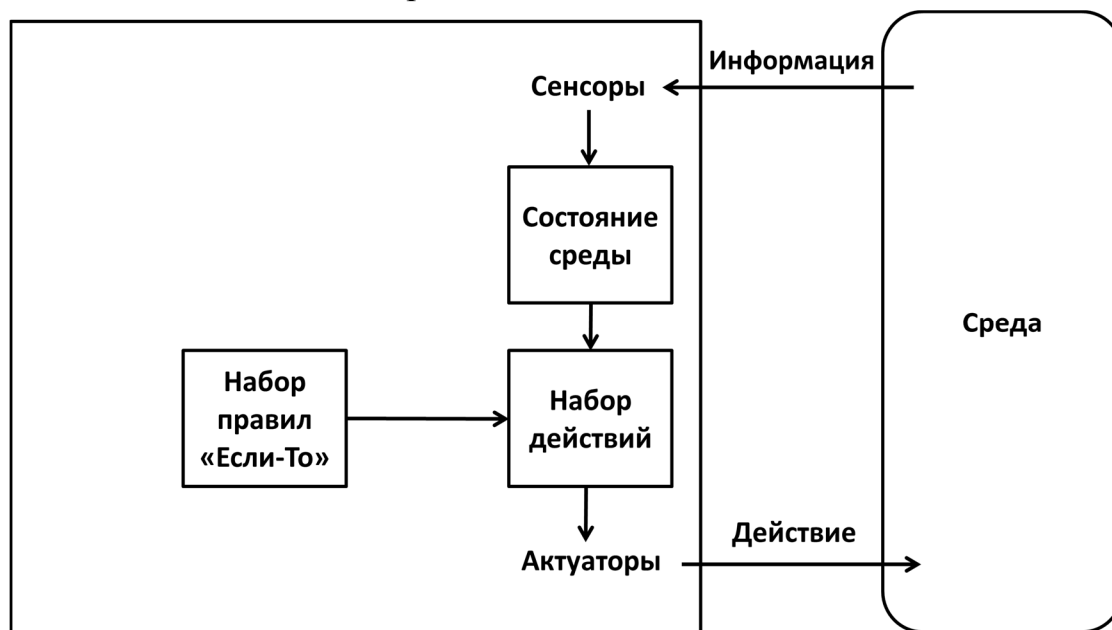 Информация
Сенсоры
Состояние
среды
Среда
Набор
правил
«Если-То»
Набор
действий
Действие
Актуаторы